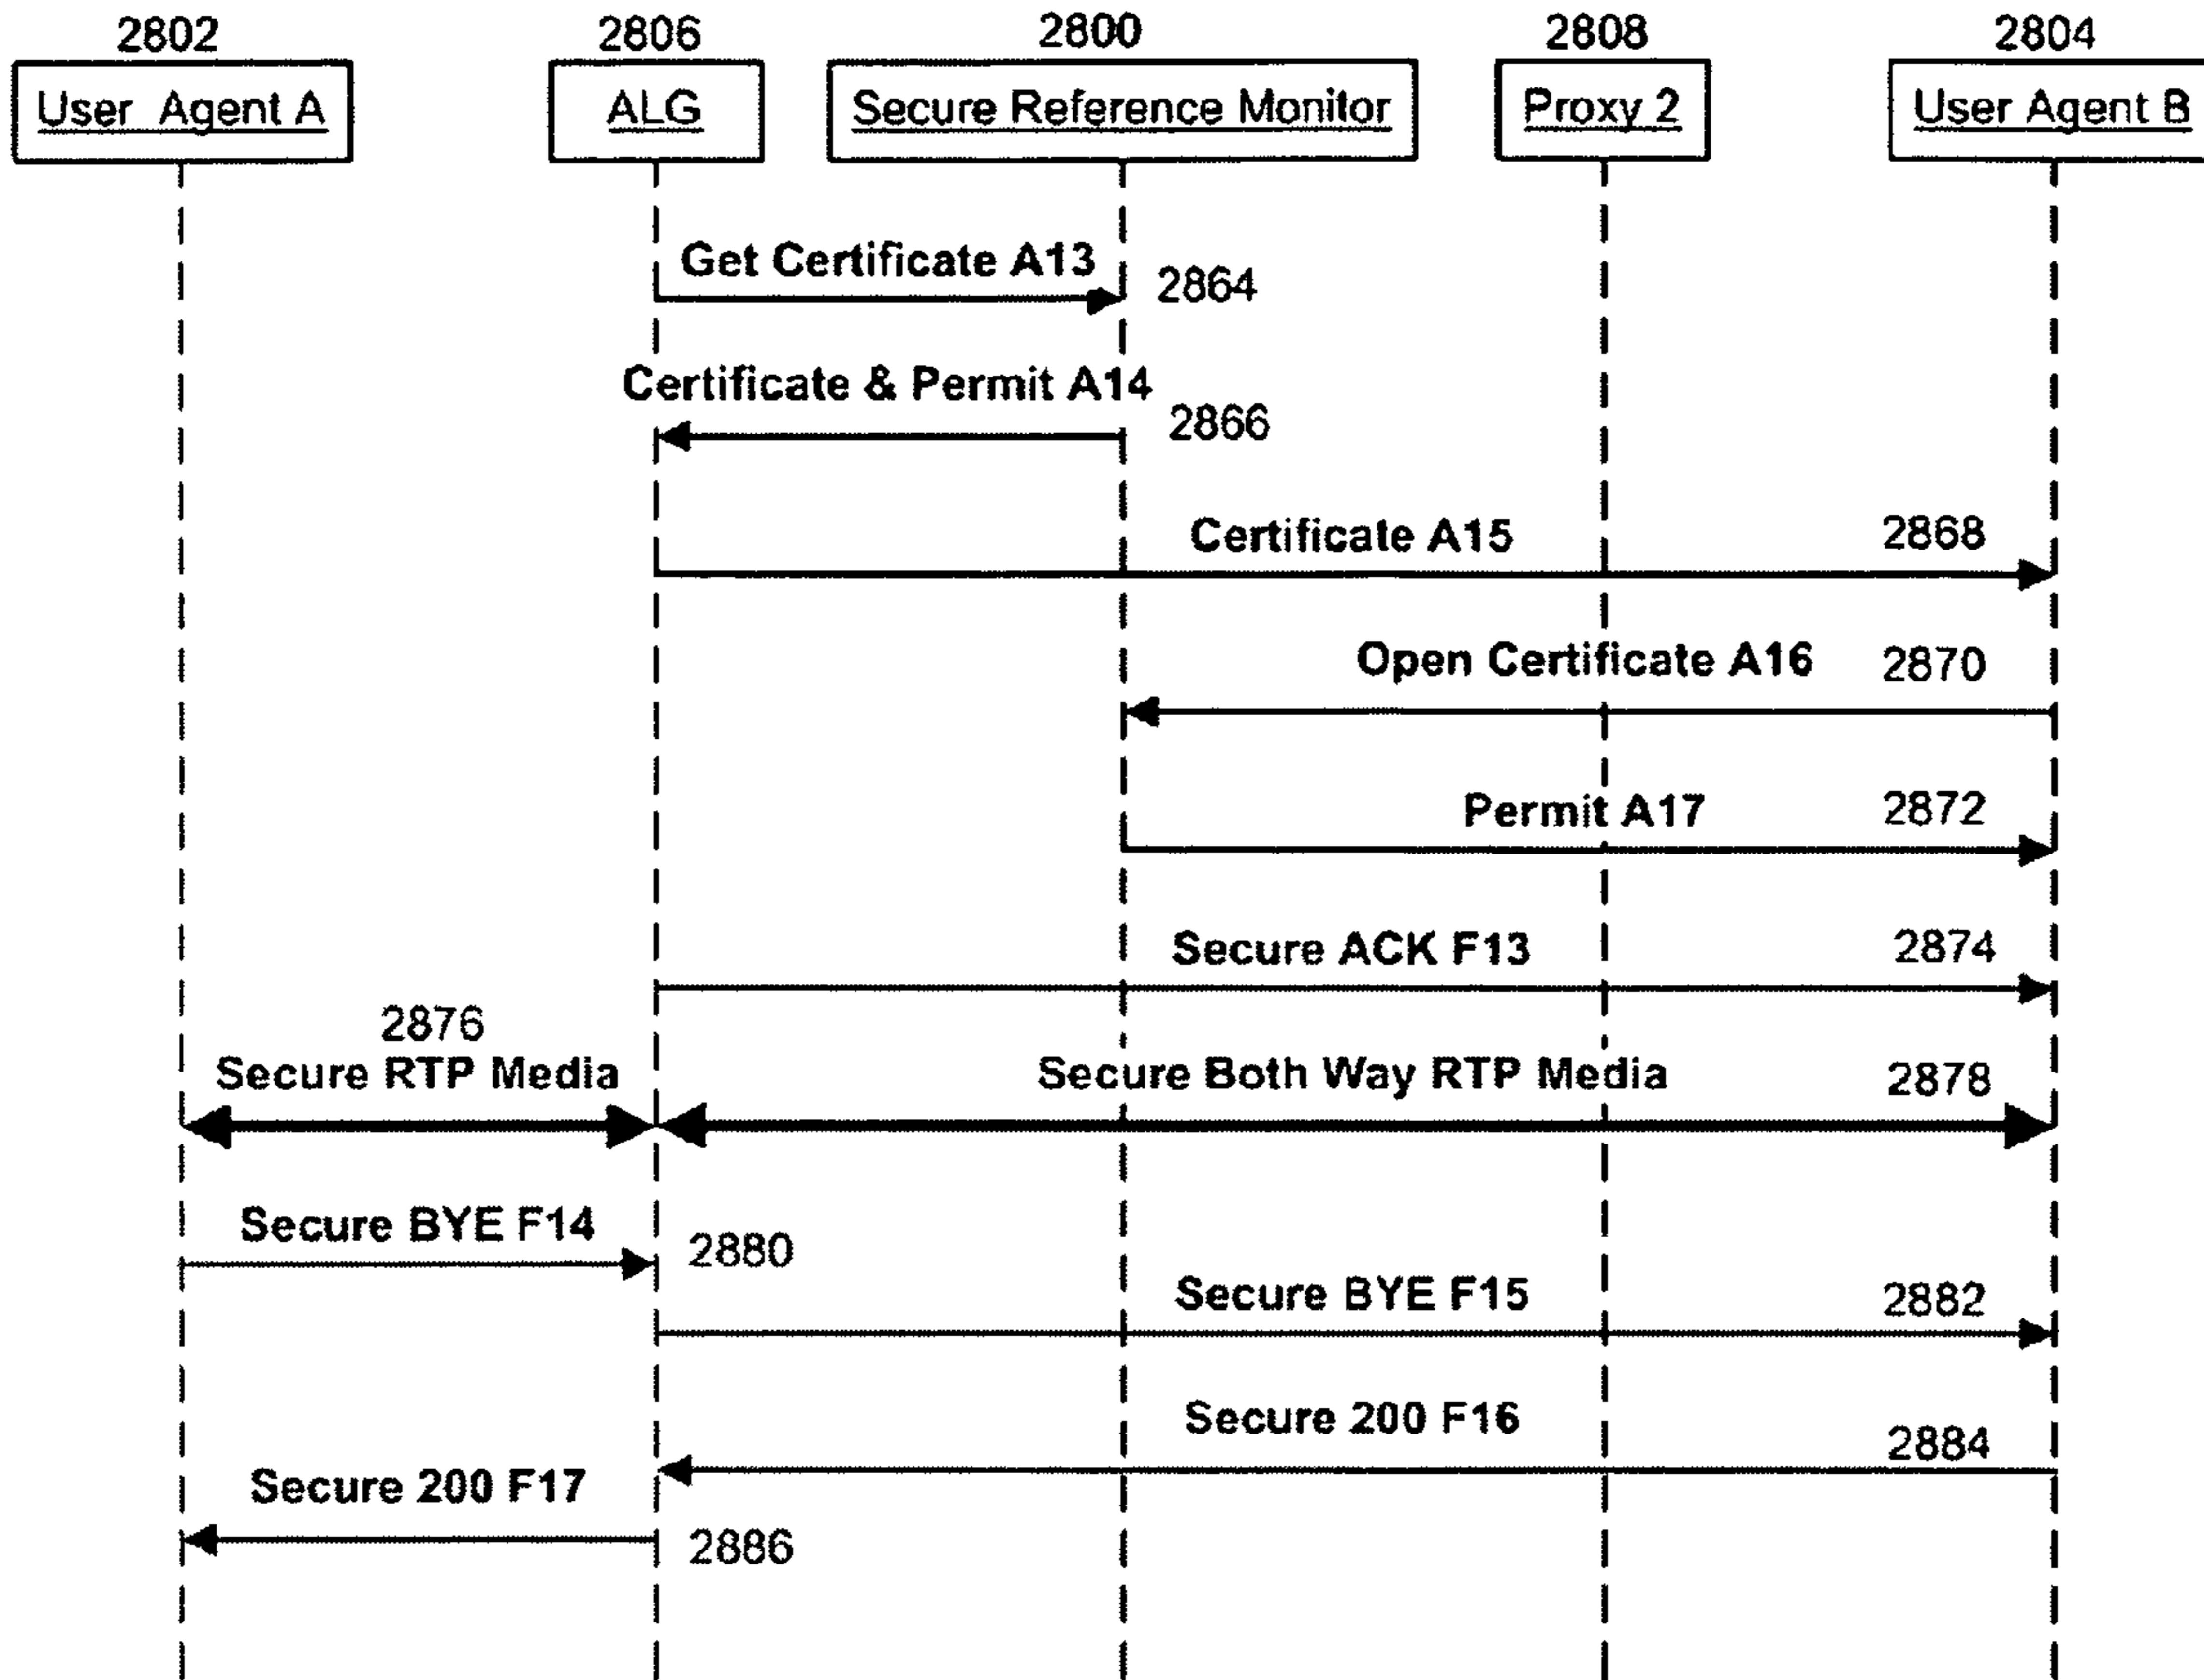 2802
2806
2800
2808
2804
User Agent A
ALG
Secure Reference Monitor
Proxy 2
User Agent B
Get Certificate A13
2864
Certificate & Permit A14
2866
Certificate A15
2868
Open Certificate A16
2870
Permit A17
2872
Secure ACK F13
2874
2876
Secure RTP Media
Secure Both Way RTP Media
2878
Secure BYE F14
2880
Secure BYE F15
2882
Secure 200 F16
2884
Secure 200 F17
2886